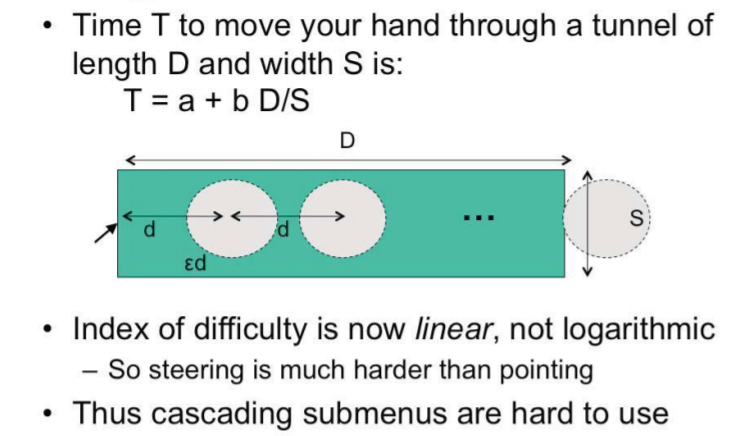 • Time T to move your hand through a tunnel of
length D and width S is:
T = a + b D/S
D
d
d
...
S
εd
• Index of difficulty is now linear, not logarithmic
– So steering is much harder than pointing
• Thus cascading submenus are hard to use